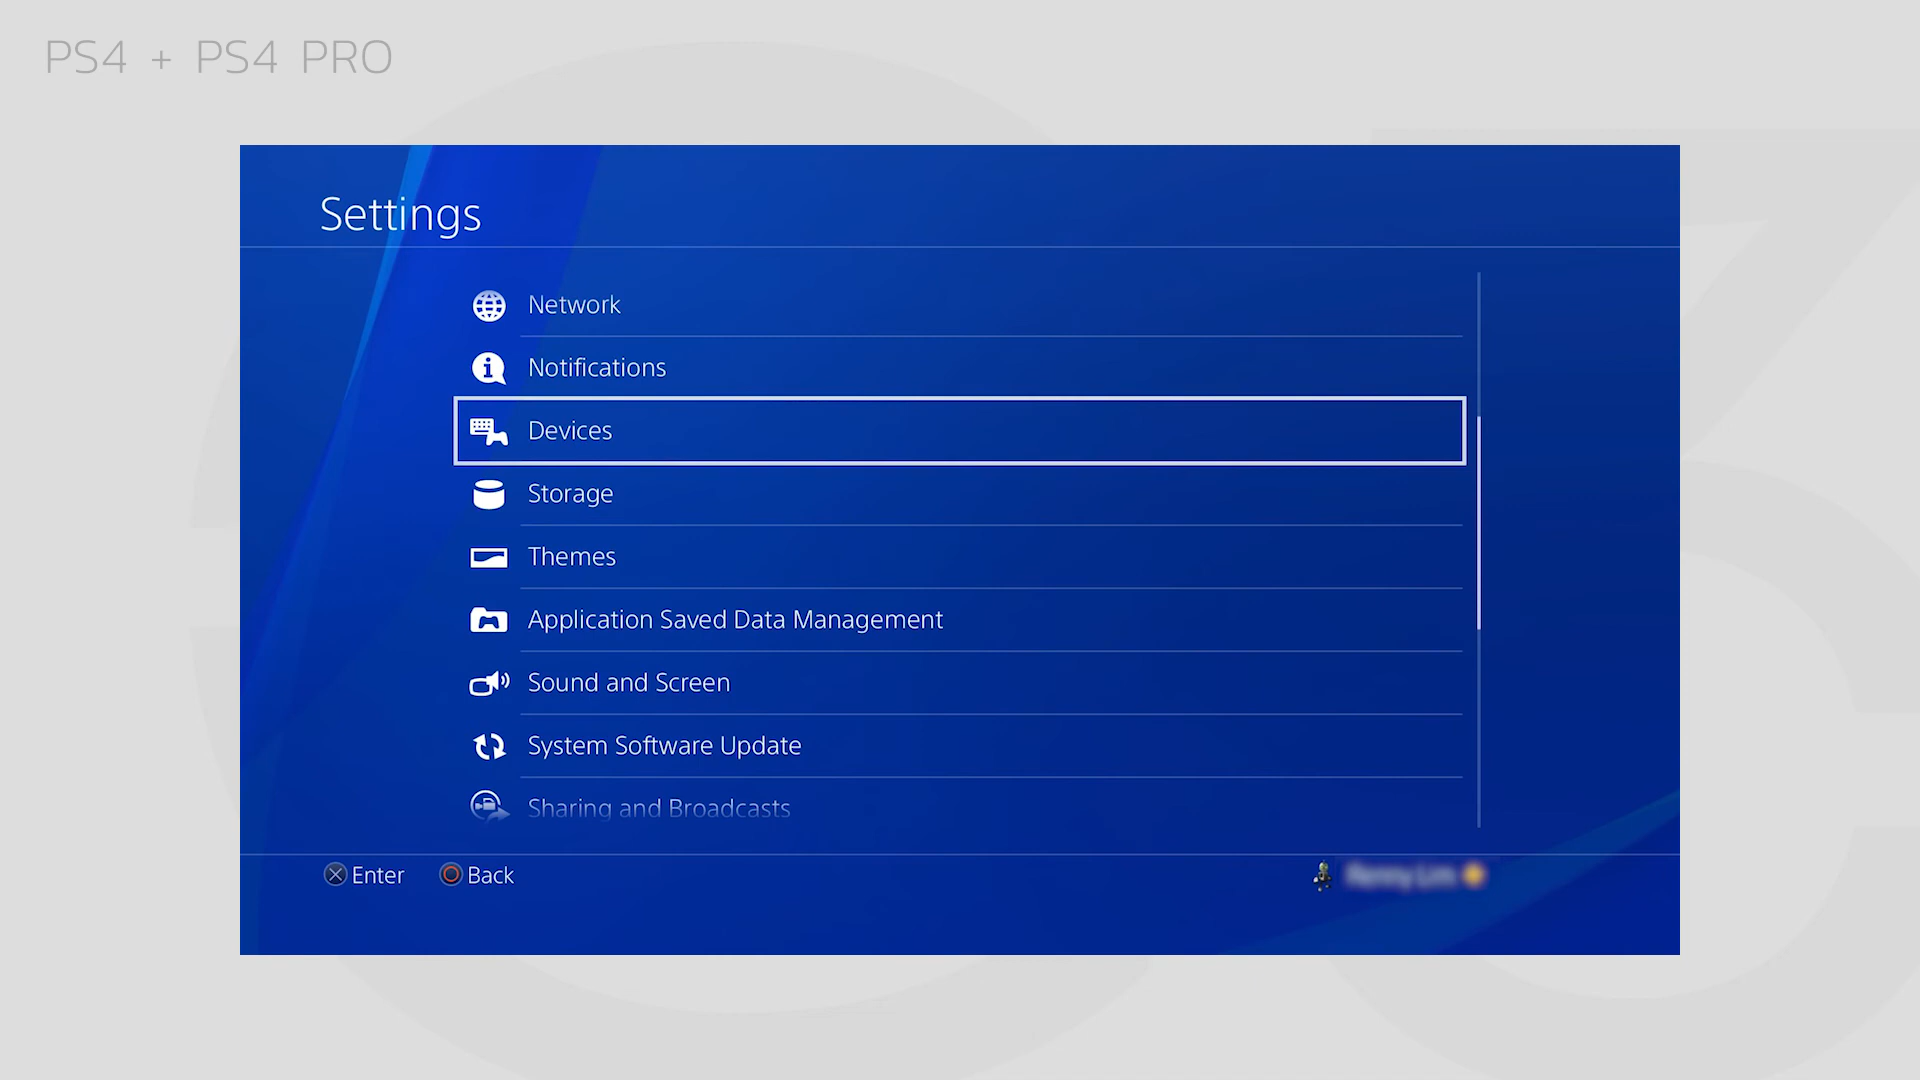 PS4 + PS4 PRO
Settings
Network
Notifications
Devices
Storage
Themes
Application Saved Data Management
Sound and Screen
System Software Update
Sharing and Broadcasts
Enter
Back